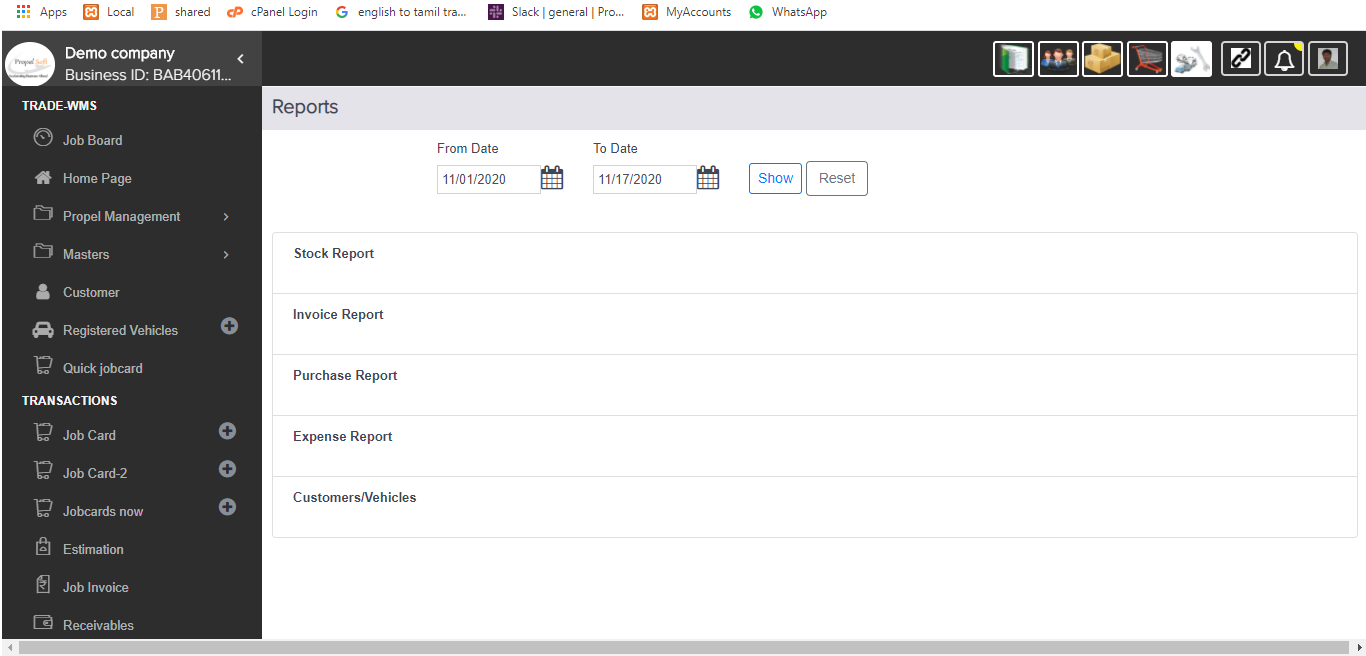 Apps
Local
shared
cPanel Login
english to tamil tra...
Slack | general | Pro...
MyAccounts
WhatsApp
Demo company
Business ID: BAB40611...
Propel Soft
TRADE-WMS
Job Board
Home Page
Propel Management
Masters
Customer
Registered Vehicles
Quick jobcard
TRANSACTIONS
Job Card
Job Card-2
Jobcards now
Estimation
Job Invoice
Receivables
Reports
From Date
To Date
11/01/2020
11/17/2020
Show
Reset
Stock Report
Invoice Report
Purchase Report
Expense Report
Customers/Vehicles